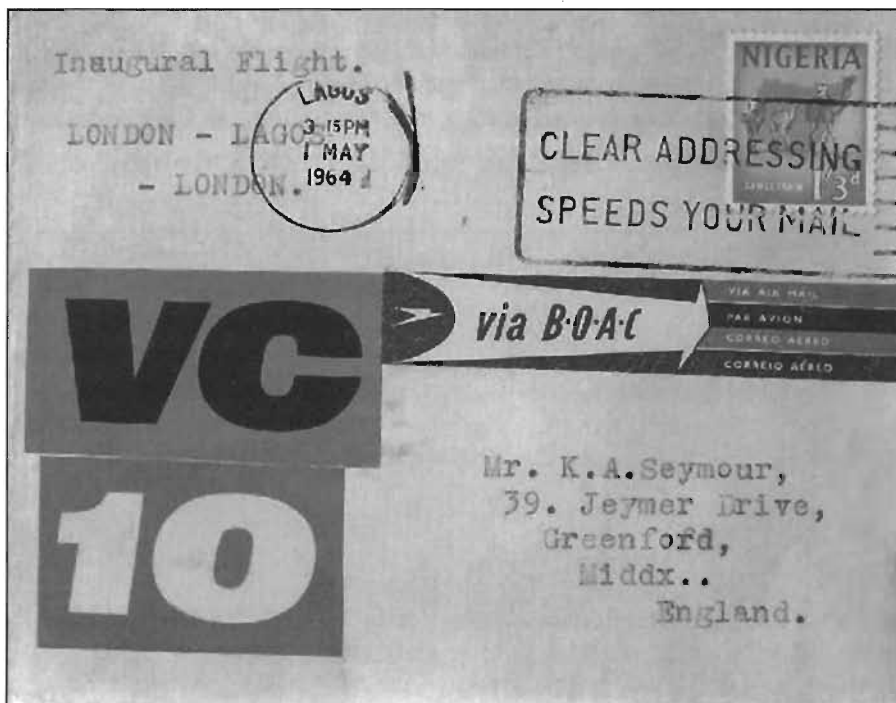 Inaugural Flight.
LONDON - LAGOS
- LONDON.
LAGOS
3 15PM
1 MAY
1964
NIGERIA
1'3d
CLEAR ADDRESSING
SPEEDS YOUR MAIL
VC
10
via B·O·A·C
VIA AIR MAIL
PAR AVION
CORREO AÉREO
CORREIO AÉREO
Mr. K.A.Seymour,
39. Jeymer Drive,
Greenford,
Middx..
England.